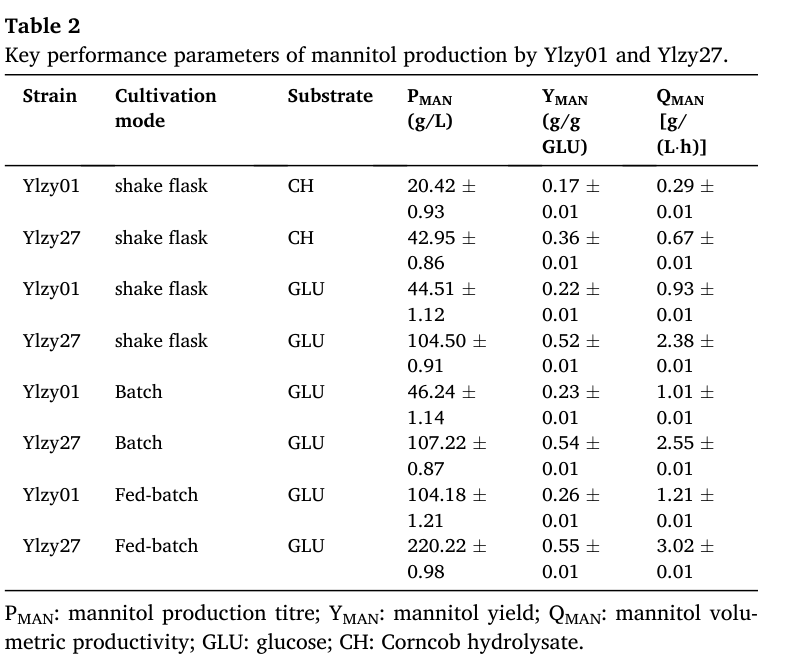 Table 2
Key performance parameters of mannitol production by Ylzy01 and Ylzy27.
Strain Cultivation mode Substrate PMAN (g/L) YMAN (g/g GLU) QMAN [g/(L·h)]
Ylzy01 shake flask CH 20.42 ± 0.93 0.17 ± 0.01 0.29 ± 0.01
Ylzy27 shake flask CH 42.95 ± 0.86 0.36 ± 0.01 0.67 ± 0.01
Ylzy01 shake flask GLU 44.51 ± 1.12 0.22 ± 0.01 0.93 ± 0.01
Ylzy27 shake flask GLU 104.50 ± 0.91 0.52 ± 0.01 2.38 ± 0.01
Ylzy01 Batch GLU 46.24 ± 1.14 0.23 ± 0.01 1.01 ± 0.01
Ylzy27 Batch GLU 107.22 ± 0.87 0.54 ± 0.01 2.55 ± 0.01
Ylzy01 Fed-batch GLU 104.18 ± 1.21 0.26 ± 0.01 1.21 ± 0.01
Ylzy27 Fed-batch GLU 220.22 ± 0.98 0.55 ± 0.01 3.02 ± 0.01
PMAN: mannitol production titre; YMAN: mannitol yield; QMAN: mannitol volu-
metric productivity; GLU: glucose; CH: Corncob hydrolysate.